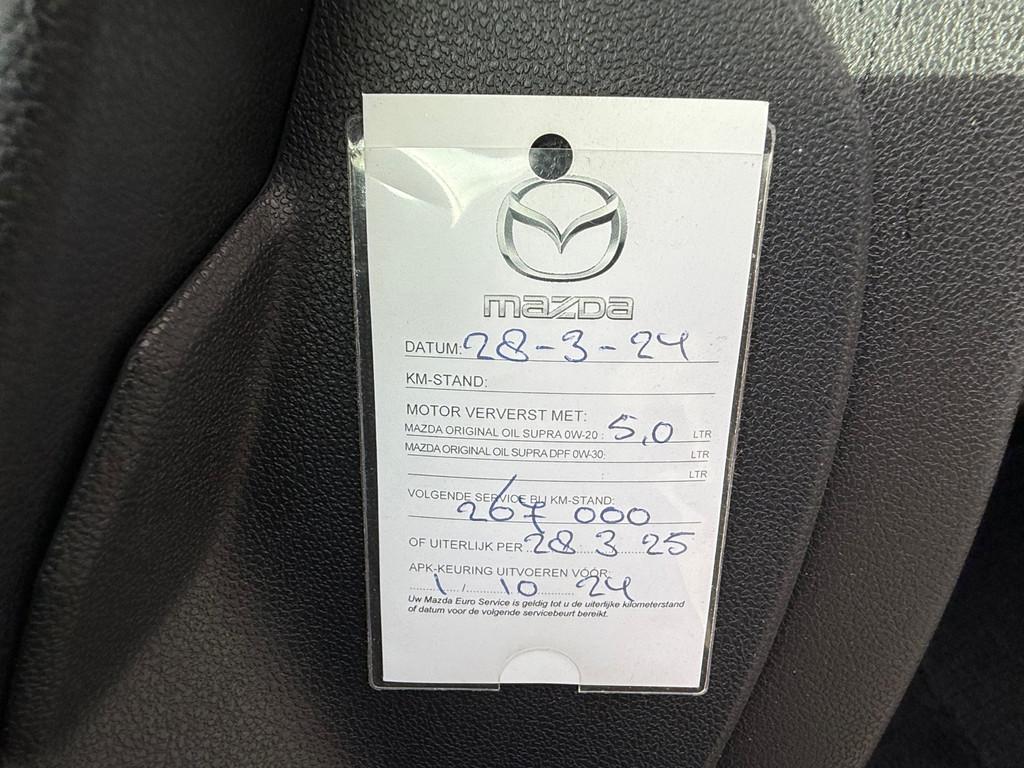 mazda
DATUM: 28-3-24
KM-STAND:
MOTOR VERVERST MET:
MAZDA ORIGINAL OIL SUPRA 0W-20 : 5,0 LTR
MAZDA ORIGINAL OIL SUPRA DPF 0W-30: LTR
LTR
VOLGENDE SERVICE BIJ KM-STAND:
267 000
OF UITERLIJK PER 28 3 25
APK-KEURING UITVOEREN VÓÓR:
1 / 10 24
Uw Mazda Euro Service is geldig tot u de uiterlijke kilometerstand
of datum voor de volgende servicebeurt bereikt.